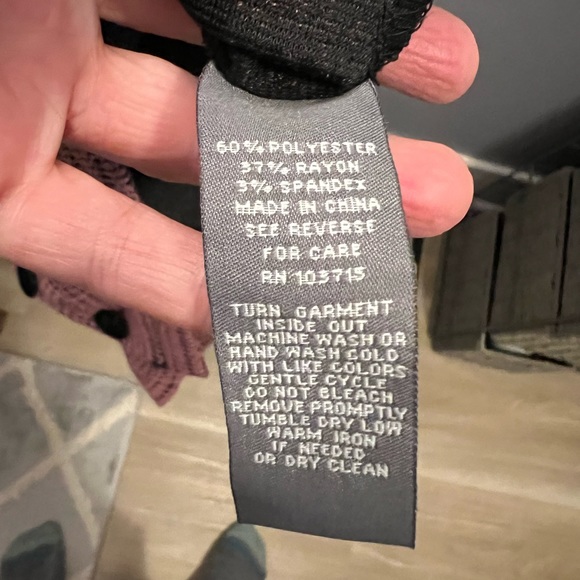 60% POLYESTER
37% RAYON
3% SPANDEX
MADE IN CHINA
SEE REVERSE
FOR CARE
RN 103715
TURN GARMENT
INSIDE OUT
MACHINE WASH OR
HAND WASH COLD
WITH LIKE COLORS
GENTLE CYCLE
DO NOT BLEACH
REMOVE PROMPTLY
TUMBLE DRY LOW
WARM IRON
IF NEEDED
OR DRY CLEAN